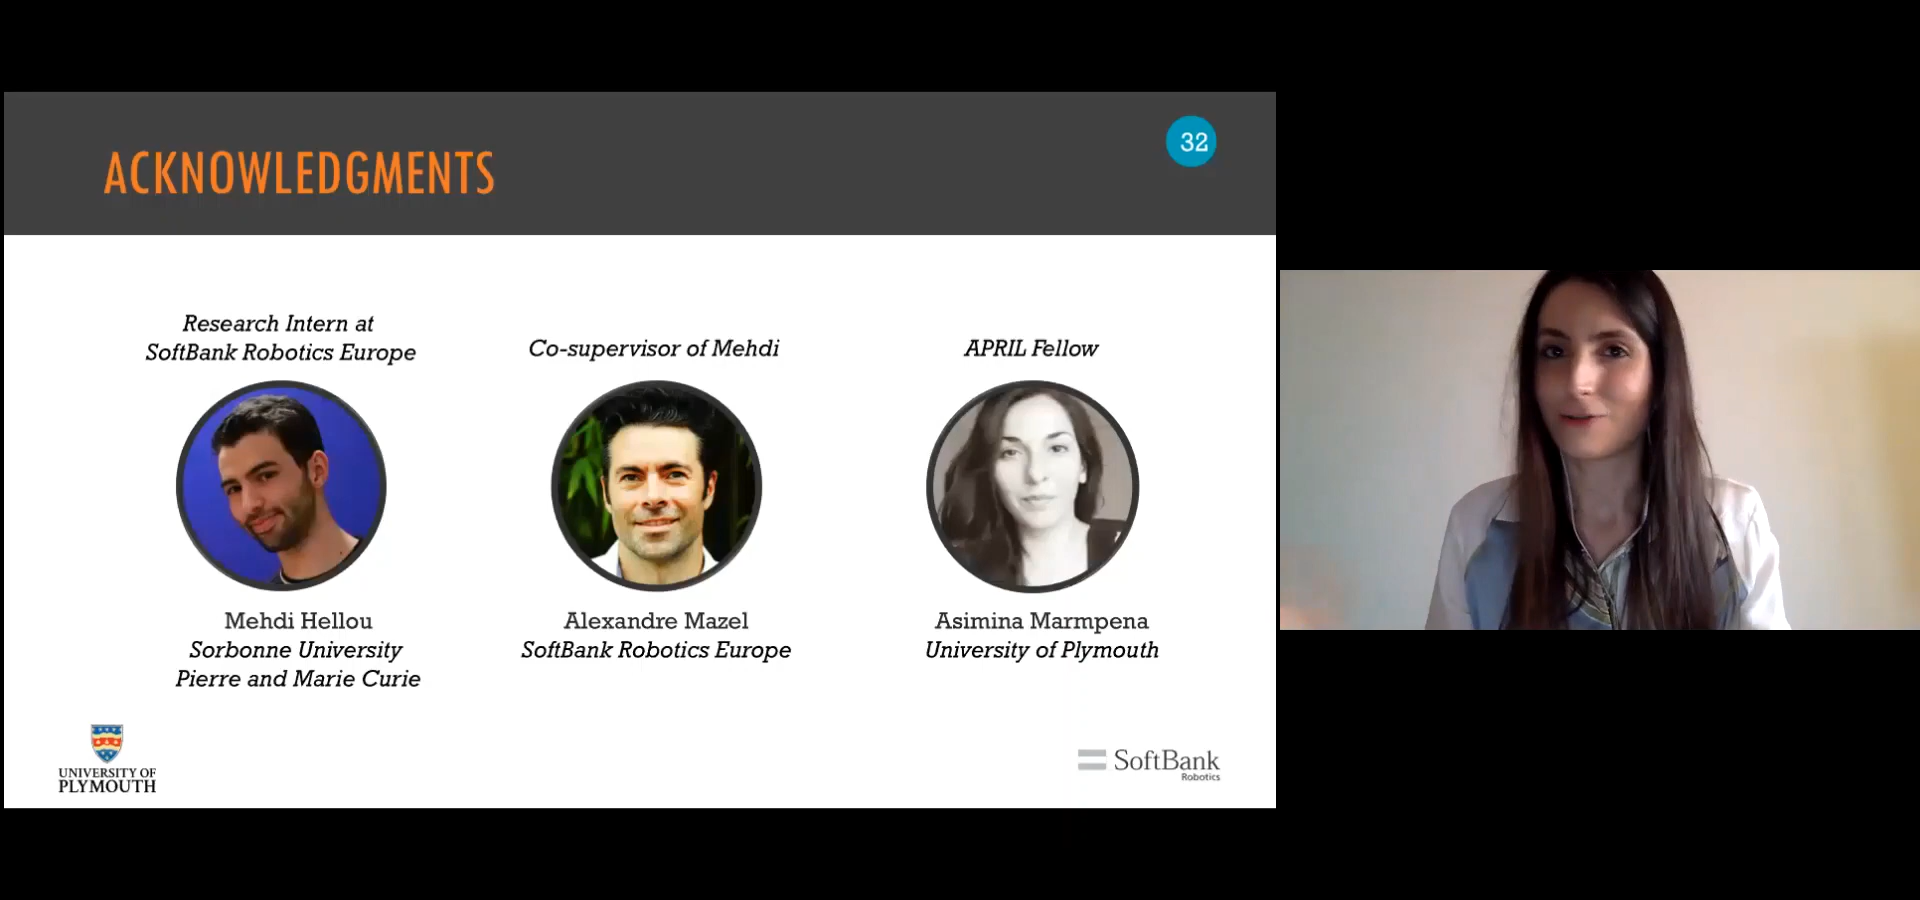 ACKNOWLEDGMENTS
32
Research Intern at
SoftBank Robotics Europe
Co-supervisor of Mehdi
APRIL Fellow
Mehdi Hellou
Sorbonne University
Pierre and Marie Curie
Alexandre Mazel
SoftBank Robotics Europe
Asimina Marmpena
University of Plymouth
UNIVERSITY OF
PLYMOUTH
SoftBank
Robotics